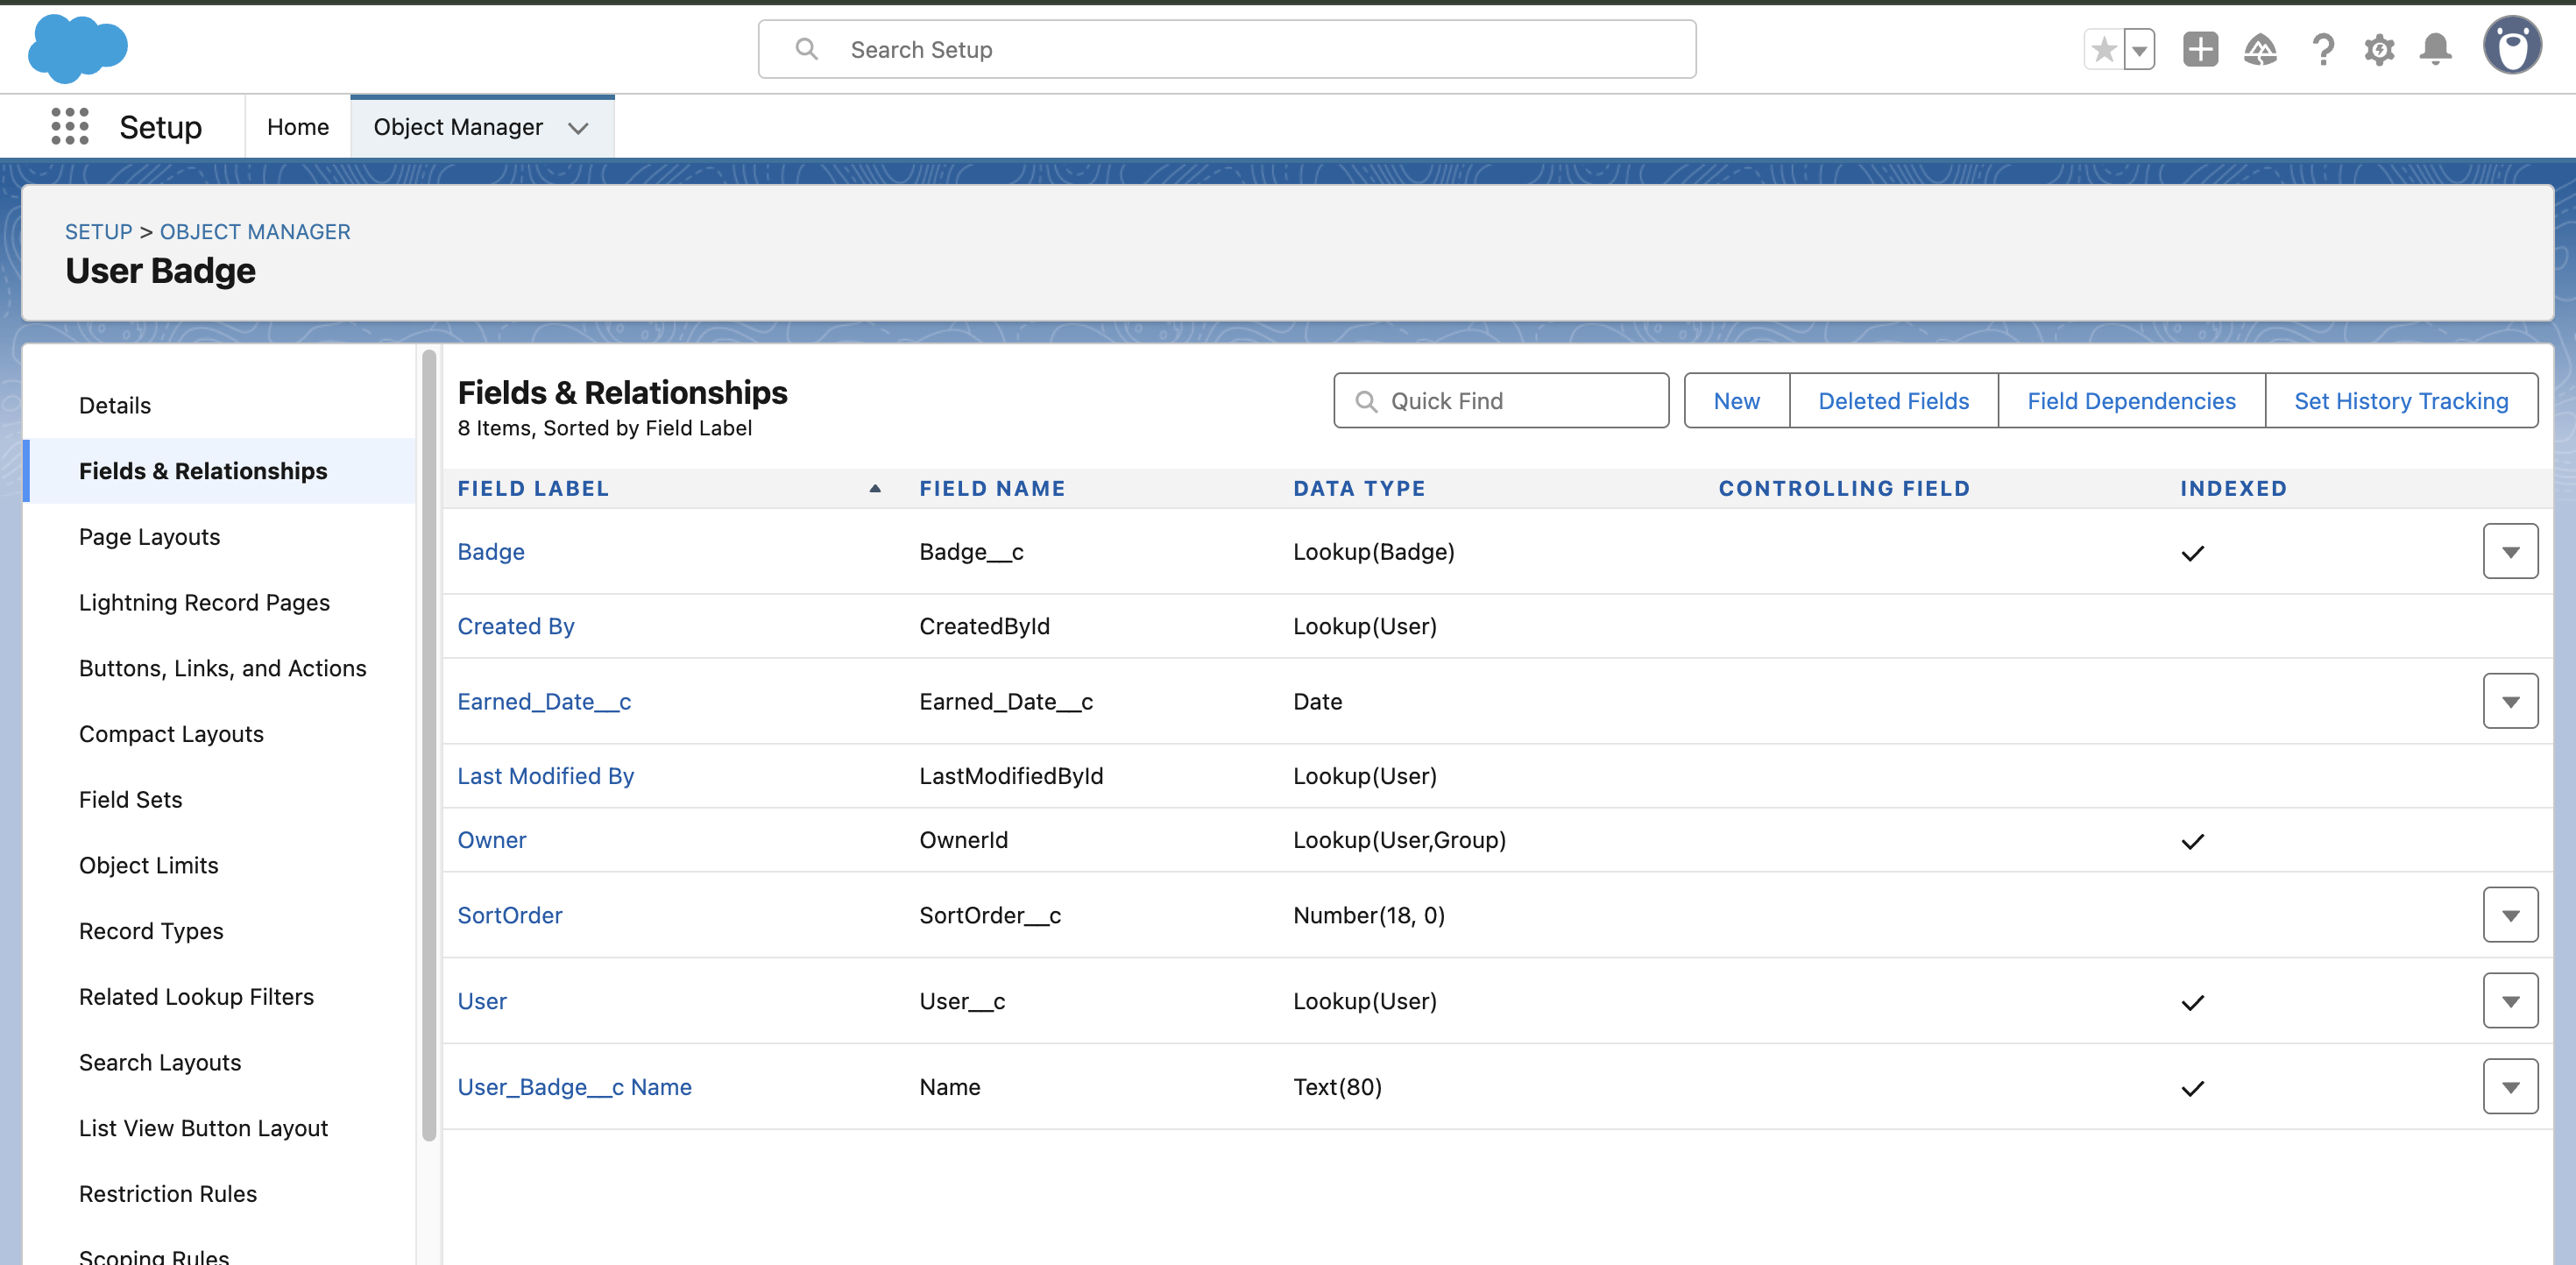 Search Setup
Setup
Home
Object Manager
SETUP > OBJECT MANAGER
User Badge
Details
Fields & Relationships
Page Layouts
Lightning Record Pages
Buttons, Links, and Actions
Compact Layouts
Field Sets
Object Limits
Record Types
Related Lookup Filters
Search Layouts
List View Button Layout
Restriction Rules
Scoping Rules
Fields & Relationships
8 Items, Sorted by Field Label
Quick Find
New
Deleted Fields
Field Dependencies
Set History Tracking
FIELD LABEL FIELD NAME DATA TYPE CONTROLLING FIELD INDEXED
Badge Badge__c Lookup(Badge)
Created By CreatedById Lookup(User)
Earned_Date__c Earned_Date__c Date
Last Modified By LastModifiedById Lookup(User)
Owner OwnerId Lookup(User,Group)
SortOrder SortOrder__c Number(18, 0)
User User__c Lookup(User)
User_Badge__c Name Name Text(80)